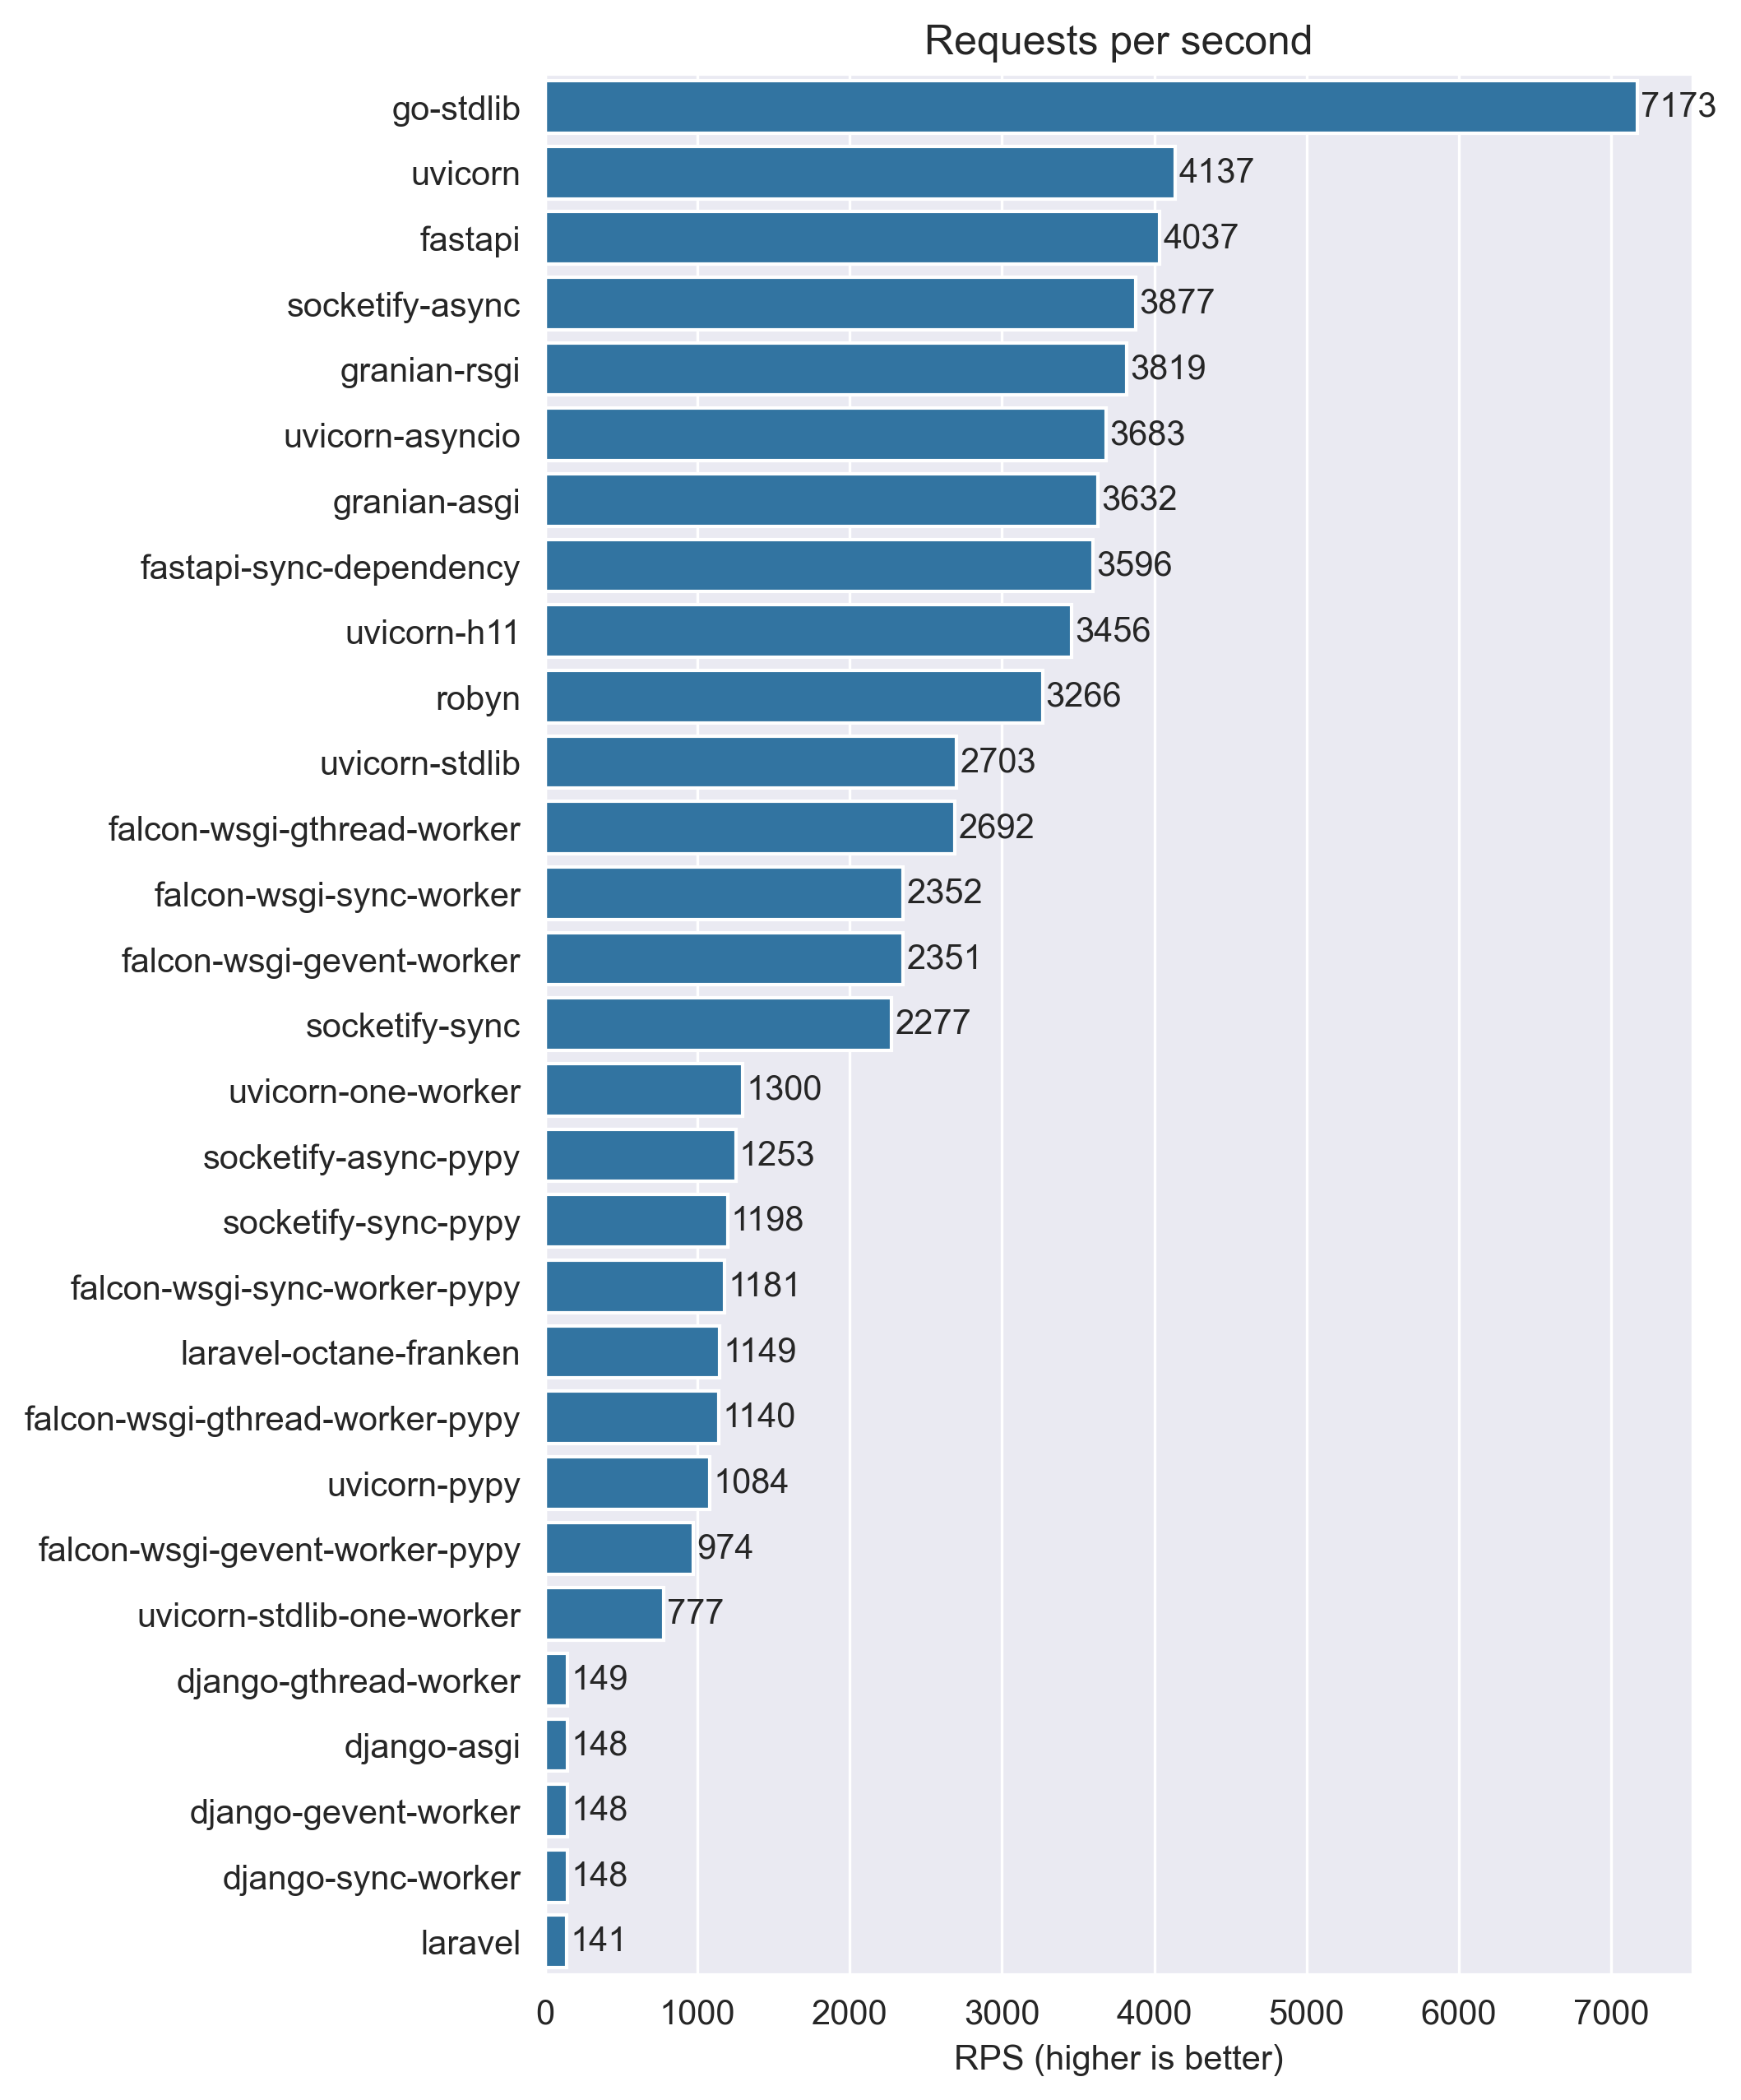 Requests per second
go-stdlib 7173
uvicorn 4137
fastapi 4037
socketify-async 3877
granian-rsgi 3819
uvicorn-asyncio 3683
granian-asgi 3632
fastapi-sync-dependency 3596
uvicorn-h11 3456
robyn 3266
uvicorn-stdlib 2703
falcon-wsgi-gthread-worker 2692
falcon-wsgi-sync-worker 2352
falcon-wsgi-gevent-worker 2351
socketify-sync 2277
uvicorn-one-worker 1300
socketify-async-pypy 1253
socketify-sync-pypy 1198
falcon-wsgi-sync-worker-pypy 1181
laravel-octane-franken 1149
falcon-wsgi-gthread-worker-pypy 1140
uvicorn-pypy 1084
falcon-wsgi-gevent-worker-pypy 974
uvicorn-stdlib-one-worker 777
django-gthread-worker 149
django-asgi 148
django-gevent-worker 148
django-sync-worker 148
laravel 141
0 1000 2000 3000 4000 5000 6000 7000
RPS (higher is better)